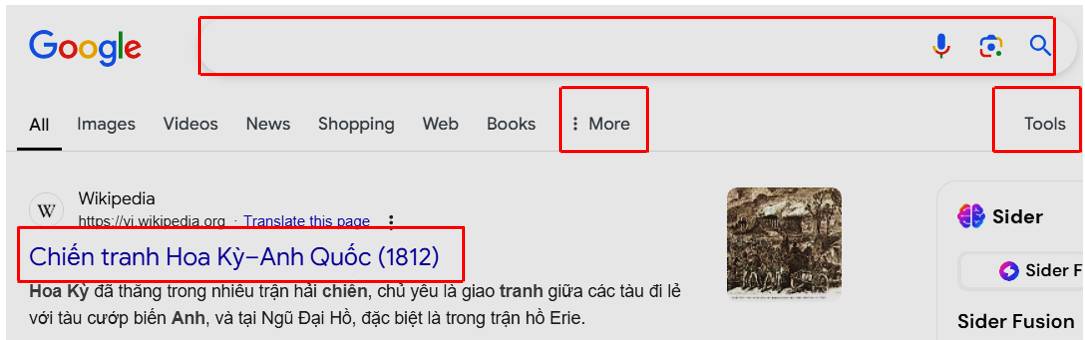 Google
All Images Videos News Shopping Web Books More Tools
W Wikipedia
https://vi.wikipedia.org · Translate this page
Chiến tranh Hoa Kỳ–Anh Quốc (1812)
Hoa Kỳ đã thắng trong nhiều trận hải chiến, chủ yếu là giao tranh giữa các tàu đi lẻ
với tàu cướp biển Anh, và tại Ngũ Đại Hồ, đặc biệt là trong trận hồ Erie.
Sider
Sider F
Sider Fusion